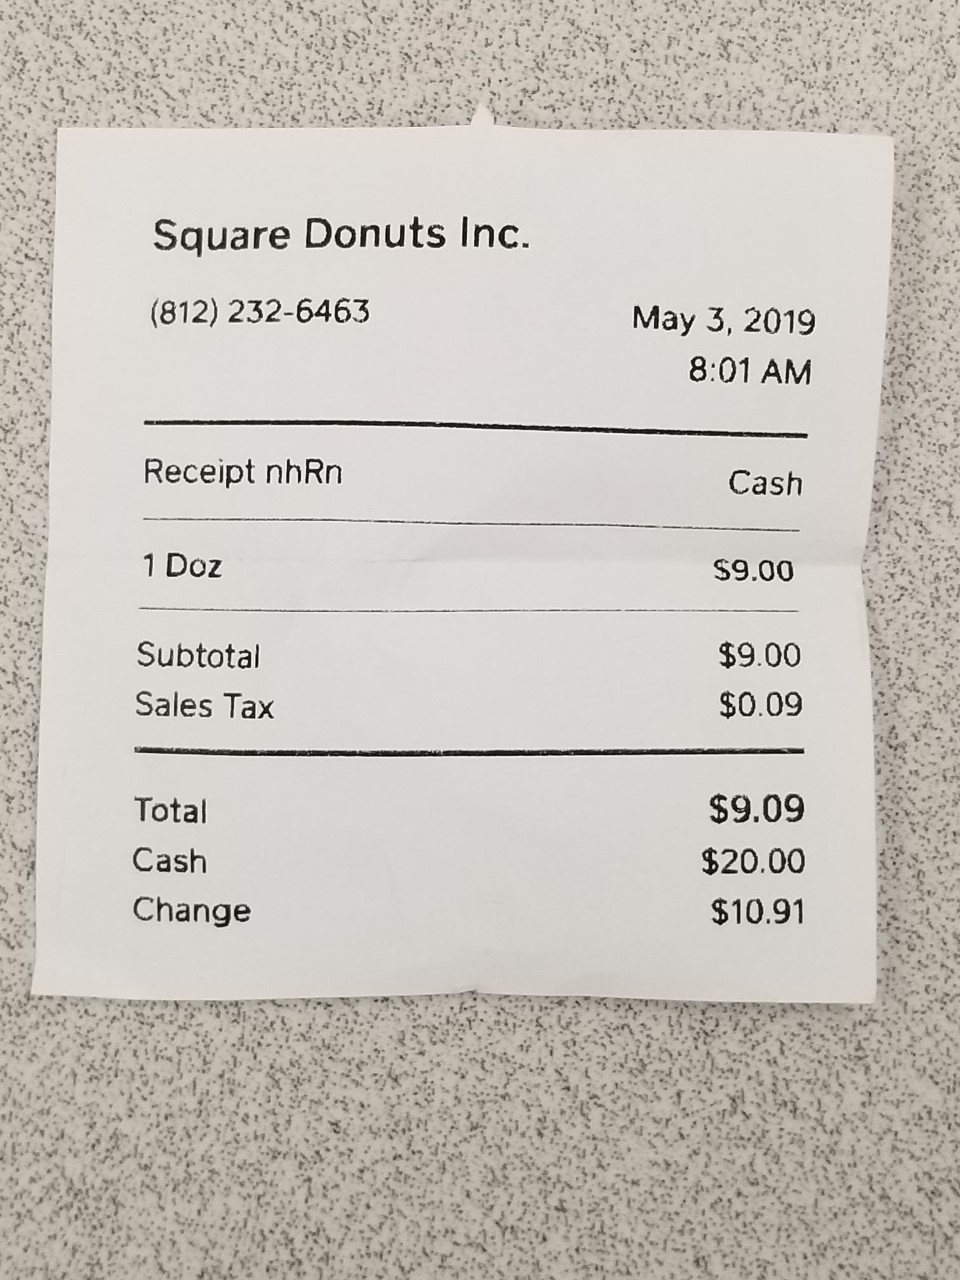 Square Donuts Inc.
(812) 232-6463 May 3, 2019
8:01 AM
Receipt nhRn Cash
1 Doz $9.00
Subtotal $9.00
Sales Tax $0.09
Total $9.09
Cash $20.00
Change $10.91